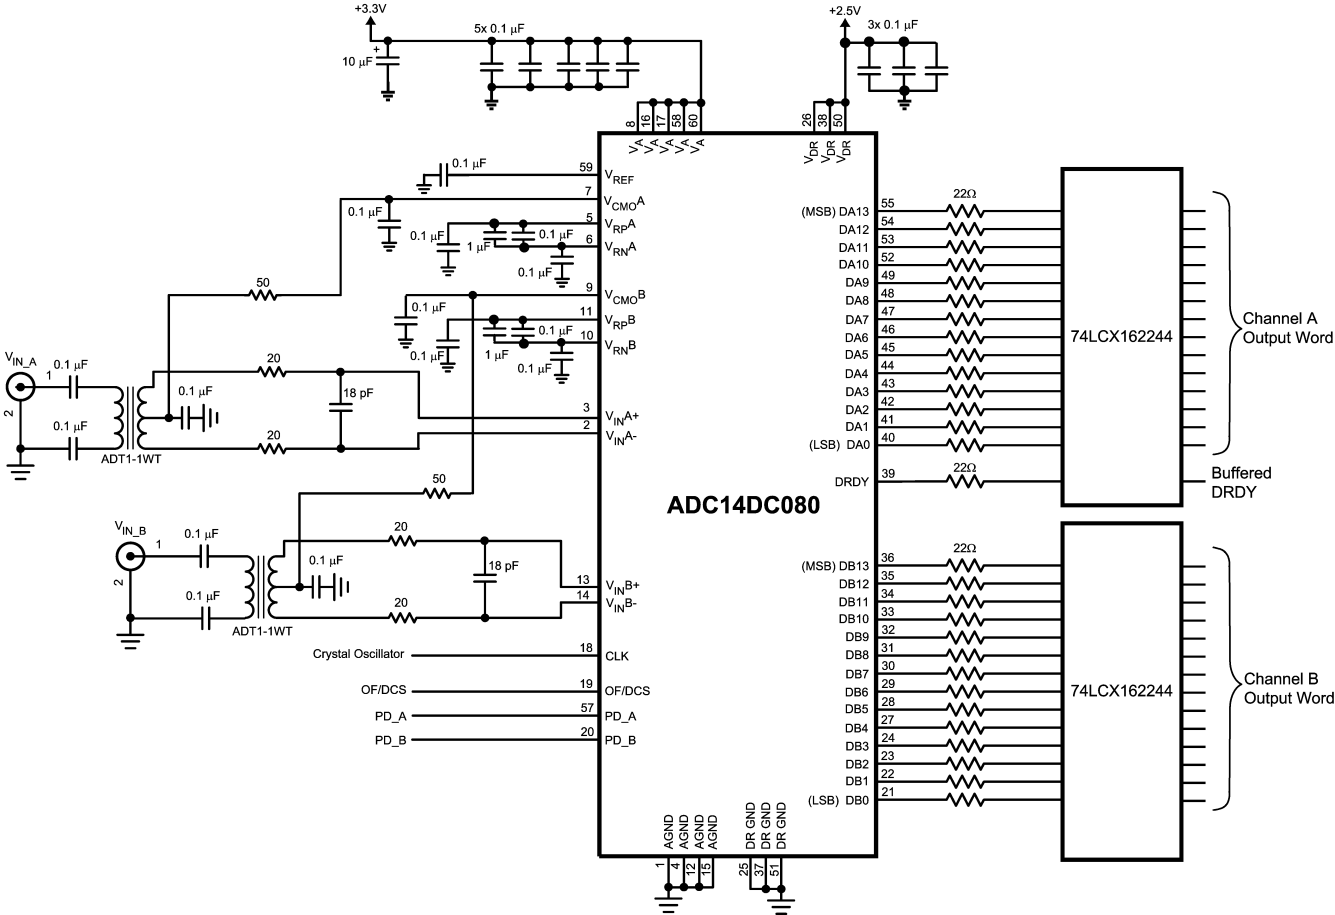 +3.3V
10 µF
+
5x 0.1 µF
+2.5V
3x 0.1 µF
8
16
17
58
60
VA
VA
VA
VA
VA
26
38
50
VDR
VDR
VDR
0.1 µF
59
VREF
7
VCMOA
0.1 µF
5
VRPA
0.1 µF
1 µF
0.1 µF
6
VRNA
0.1 µF
50
9
VCMOB
0.1 µF
11
VRPB
0.1 µF
1 µF
0.1 µF
10
VRNB
0.1 µF
VIN_A
1
2
0.1 µF
0.1 µF
ADT1-1WT
0.1 µF
20
20
18 pF
3
VINA+
2
VINA-
50
VIN_B
1
2
0.1 µF
0.1 µF
ADT1-1WT
0.1 µF
20
20
18 pF
13
VINB+
14
VINB-
Crystal Oscillator
18
CLK
OF/DCS
19
OF/DCS
PD_A
57
PD_A
PD_B
20
PD_B
ADC14DC080
AGND
AGND
AGND
AGND
1
4
12
15
DR GND
DR GND
DR GND
25
37
51
22Ω
(MSB) DA13 55
DA12 54
DA11 53
DA10 52
DA9 49
DA8 48
DA7 47
DA6 46
DA5 45
DA4 44
DA3 43
DA2 42
DA1 41
(LSB) DA0 40
22Ω
DRDY 39
74LCX162244
Channel A
Output Word
Buffered
DRDY
22Ω
(MSB) DB13 36
DB12 35
DB11 34
DB10 33
DB9 32
DB8 31
DB7 30
DB6 29
DB5 28
DB4 27
DB3 24
DB2 23
DB1 22
(LSB) DB0 21
74LCX162244
Channel B
Output Word